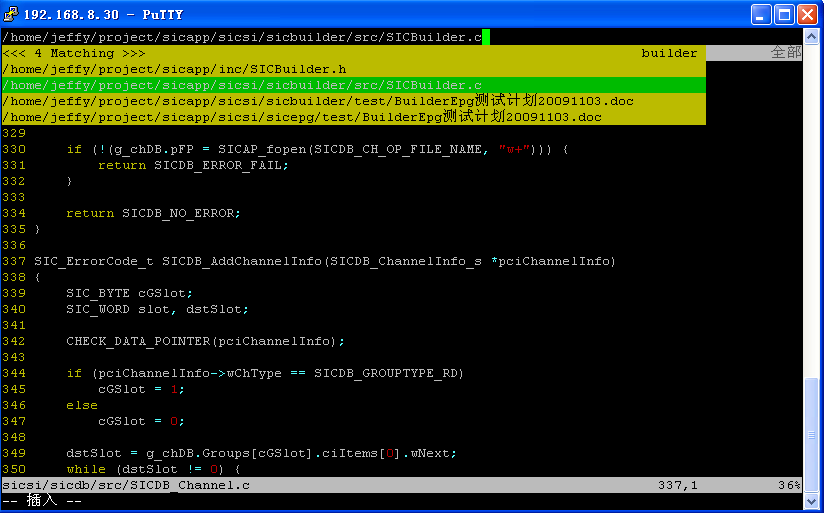 192.168.8.30 - PuTTY
/home/jeffy/project/sicapp/sicsi/sicbuilder/src/SICBuilder.c
<<< 4 Matching >>> builder 全部
/home/jeffy/project/sicapp/inc/SICBuilder.h
/home/jeffy/project/sicapp/sicsi/sicbuilder/src/SICBuilder.c
/home/jeffy/project/sicapp/sicsi/sicbuilder/test/BuilderEpg测试计划20091103.doc
/home/jeffy/project/sicapp/sicsi/sicepg/test/BuilderEpg测试计划20091103.doc
329
330     if (!(g_chDB.pFP = SICAP_fopen(SICDB_CH_OP_FILE_NAME, "w+"))) {
331         return SICDB_ERROR_FAIL;
332     }
333
334     return SICDB_NO_ERROR;
335 }
336
337 SIC_ErrorCode_t SICDB_AddChannelInfo(SICDB_ChannelInfo_s *pciChannelInfo)
338 {
339     SIC_BYTE cGSlot;
340     SIC_WORD slot, dstSlot;
341
342     CHECK_DATA_POINTER(pciChannelInfo);
343
344     if (pciChannelInfo->wChType == SICDB_GROUPTYPE_RD)
345         cGSlot = 1;
346     else
347         cGSlot = 0;
348
349     dstSlot = g_chDB.Groups[cGSlot].ciItems[0].wNext;
350     while (dstSlot != 0) {
sicsi/sicdb/src/SICDB_Channel.c 337,1 36%
-- 插入 --